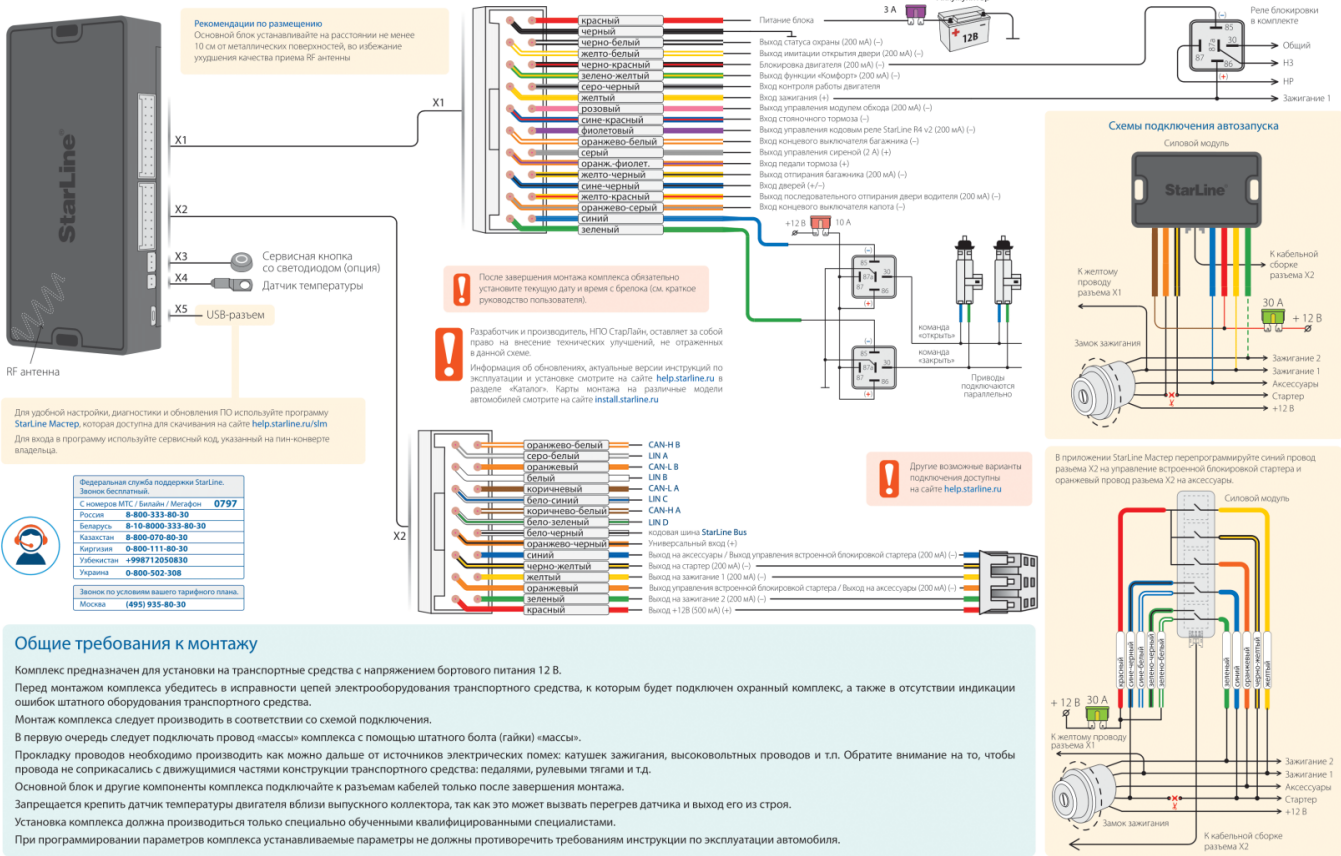 Рекомендации по размещению
Основной блок устанавливайте на расстоянии не менее
10 см от металлических поверхностей, во избежание
ухудшения качества приема RF антенны
StarLine®
X1
X2
X3
X4
X5
Сервисная кнопка
со светодиодом (опция)
Датчик температуры
USB-разъем
RF антенна
Для удобной настройки, диагностики и обновления ПО используйте программу
StarLine Мастер, которая доступна для скачивания на сайте help.starline.ru/slm
Для входа в программу используйте сервисный код, указанный на пин-конверте
владельца.
Федеральная служба поддержки StarLine.
Звонок бесплатный.
С номеров МТС / Билайн / Мегафон 0797
Россия 8-800-333-80-30
Беларусь 8-10-8000-333-80-30
Казахстан 8-800-070-80-30
Киргизия 0-800-111-80-30
Узбекистан +998712050830
Украина 0-800-502-308
Звонок по условиям вашего тарифного плана.
Москва (495) 935-80-30
X1
красный Питание блока
черный
черно-белый Выход статуса охраны (200 мА) (–)
желто-белый Выход имитации открытия двери (200 мА) (–)
черно-красный Блокировка двигателя (200 мА) (–)
зелено-желтый Выход функции «Комфорт» (200 мА) (–)
серо-черный Вход контроля работы двигателя
желтый Вход зажигания (+)
розовый Выход управления модулем обхода (200 мА) (–)
сине-красный Вход стояночного тормоза (–)
фиолетовый Выход управления кодовым реле StarLine R4 v2 (200 мА) (–)
оранжево-белый Вход концевого выключателя багажника (–)
серый Выход управления сиреной (2 А) (+)
оранж.-фиолет. Вход педали тормоза (+)
желто-черный Выход отпирания багажника (200 мА) (–)
сине-черный Вход дверей (+/–)
желто-красный Выход последовательного отпирания двери водителя (200 мА) (–)
оранжево-серый Вход концевого выключателя капота (–)
синий
зеленый
3 А
12В
Реле блокировки
в комплекте
(–)
85
87a
30
87
86
(+)
Общий
НЗ
НР
Зажигание 1
+12 В
10 А
(–)
85
30
87a
87
86
(+)
(–)
85
30
87a
87
86
(+)
команда
«открыть»
команда
«закрыть»
Приводы
подключаются
параллельно
После завершения монтажа комплекса обязательно
установите текущую дату и время с брелока (см. краткое
руководство пользователя).
Разработчик и производитель, НПО СтарЛайн, оставляет за собой
право на внесение технических улучшений, не отраженных
в данной схеме.
Информация об обновлениях, актуальные версии инструкций по
эксплуатации и установке смотрите на сайте help.starline.ru в
разделе «Каталог». Карты монтажа на различные модели
автомобилей смотрите на сайте install.starline.ru
X2
оранжево-белый CAN-H B
серо-белый LIN A
оранжевый CAN-L B
белый LIN B
коричневый CAN-L A
бело-синий LIN C
коричнево-белый CAN-H A
бело-зеленый LIN D
бело-черный кодовая шина StarLine Bus
оранжево-черный Универсальный вход (+)
синий Выход на аксессуары / Выход управления встроенной блокировкой стартера (200 мА) (–)
черно-желтый Выход на стартер (200 мА) (–)
желтый Выход на зажигание 1 (200 мА) (–)
оранжевый Выход управления встроенной блокировкой стартера / Выход на аксессуары (200 мА) (–)
зеленый Выход на зажигание 2 (200 мА) (–)
красный Выход +12В (500 мА) (+)
Другие возможные варианты
подключения доступны
на сайте help.starline.ru
Схемы подключения автозапуска
Силовой модуль
StarLine®
К кабельной
сборке
разъема X2
К желтому
проводу
разъема X1
30 А
+ 12 В
Замок зажигания
Зажигание 2
Зажигание 1
Аксессуары
Стартер
+12 В
В приложении StarLine Мастер перепрограммируйте синий провод
разъема X2 на управление встроенной блокировкой стартера и
оранжевый провод разъема X2 на аксессуары.
Силовой модуль
красный
сине-черный
сине-белый
зелено-черный
зелено-белый
зеленый
синий
оранжевый
черно-желтый
желтый
+ 12 В
30 А
К желтому проводу
разъема X1
Зажигание 2
Зажигание 1
Аксессуары
Стартер
+12 В
Замок зажигания
К кабельной сборке
разъема X2
Общие требования к монтажу
Комплекс предназначен для установки на транспортные средства с напряжением бортового питания 12 В.
Перед монтажом комплекса убедитесь в исправности цепей электрооборудования транспортного средства, к которым будет подключен охранный комплекс, а также в отсутствии индикации
ошибок штатного оборудования транспортного средства.
Монтаж комплекса следует производить в соответствии со схемой подключения.
В первую очередь следует подключать провод «массы» комплекса с помощью штатного болта (гайки) «массы».
Прокладку проводов необходимо производить как можно дальше от источников электрических помех: катушек зажигания, высоковольтных проводов и т.п. Обратите внимание на то, чтобы
провода не соприкасались с движущимися частями конструкции транспортного средства: педалями, рулевыми тягами и т.д.
Основной блок и другие компоненты комплекса подключайте к разъемам кабелей только после завершения монтажа.
Запрещается крепить датчик температуры двигателя вблизи выпускного коллектора, так как это может вызвать перегрев датчика и выход его из строя.
Установка комплекса должна производиться только специально обученными квалифицированными специалистами.
При программировании параметров комплекса устанавливаемые параметры не должны противоречить требованиям инструкции по эксплуатации автомобиля.